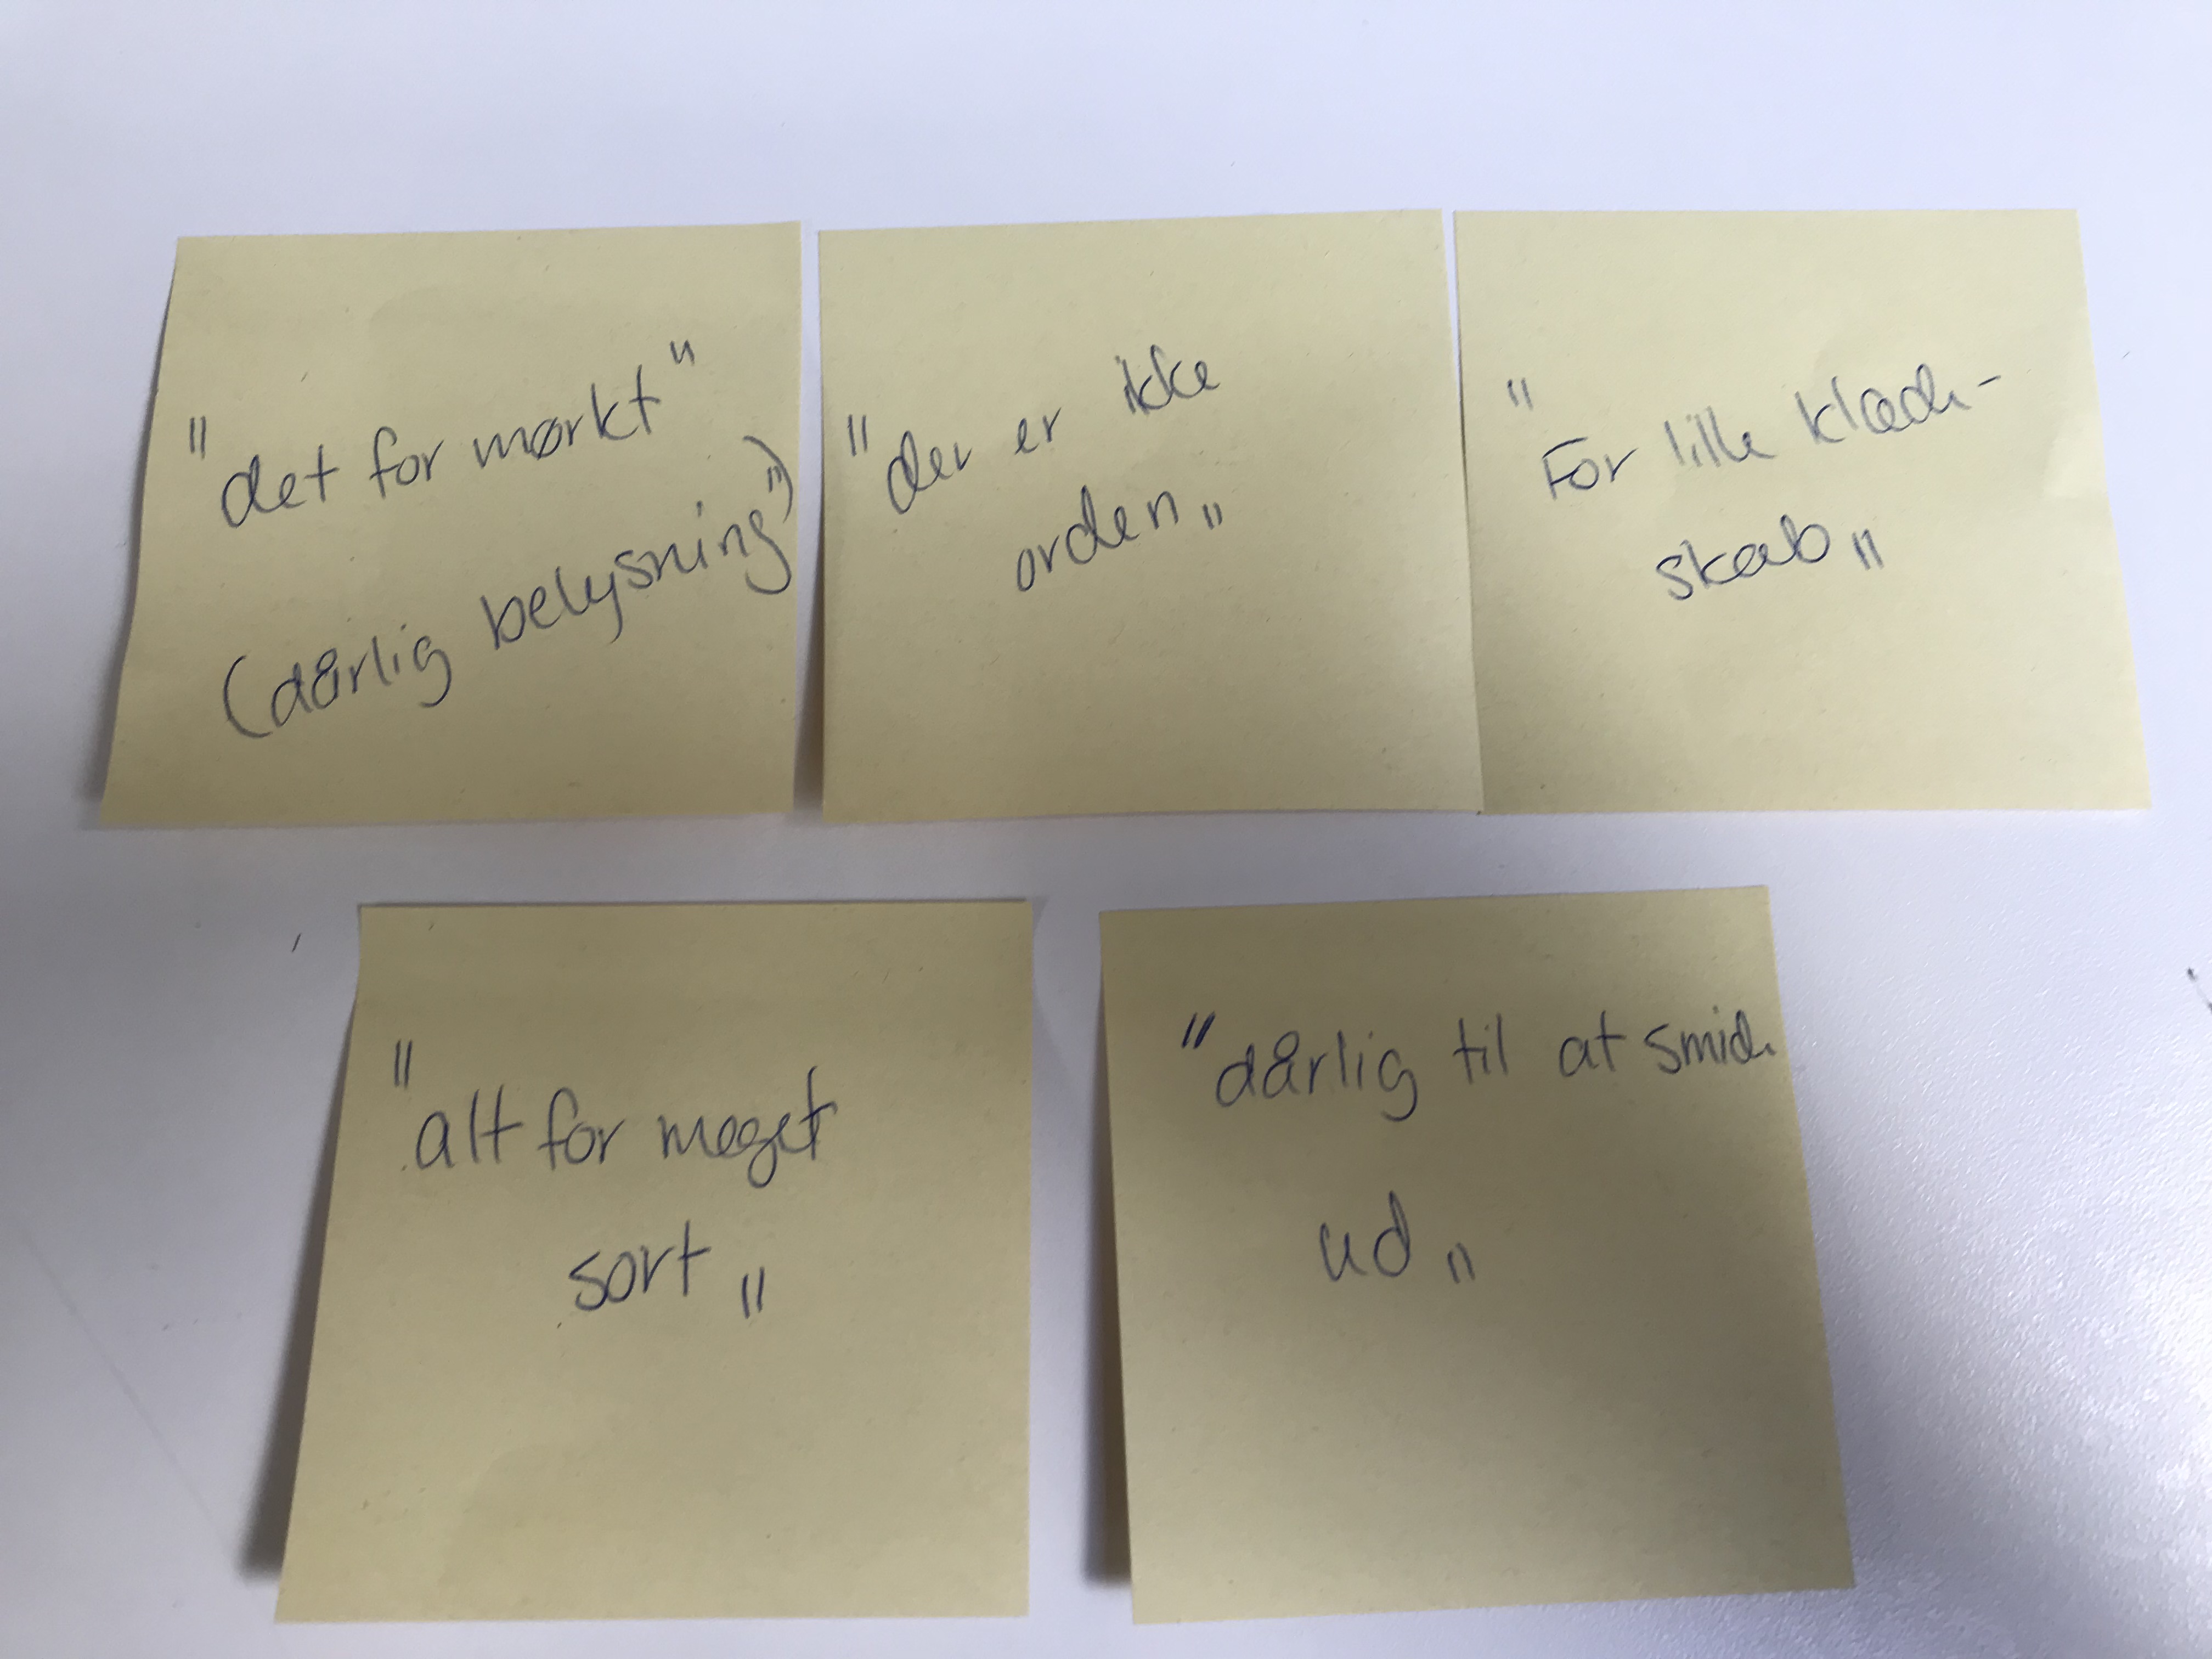 "det for mørkt"
(dårlig belysning")
"der er ikke
orden"
"For lille klæde-
skab"
"alt for meget
sort"
"dårlig til at smide
ud"